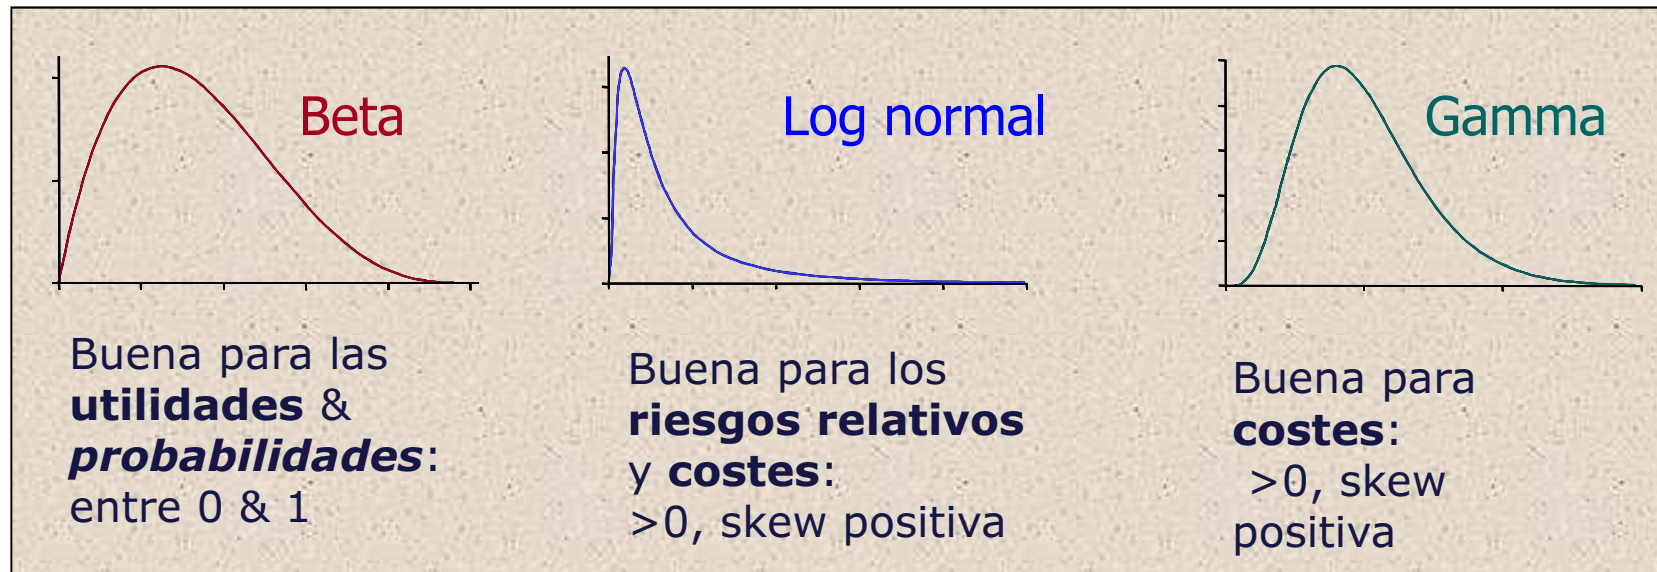 Beta
Buena para las
utilidades &
probabilidades:
entre 0 & 1
Log normal
Buena para los
riesgos relativos
y costes:
>0, skew positiva
Gamma
Buena para
costes:
>0, skew
positiva